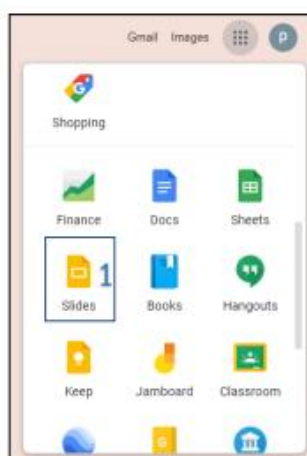 Gmail Images P
Shopping
Finance Docs Sheets
1
Slides Books Hangouts
Keep Jamboard Classroom